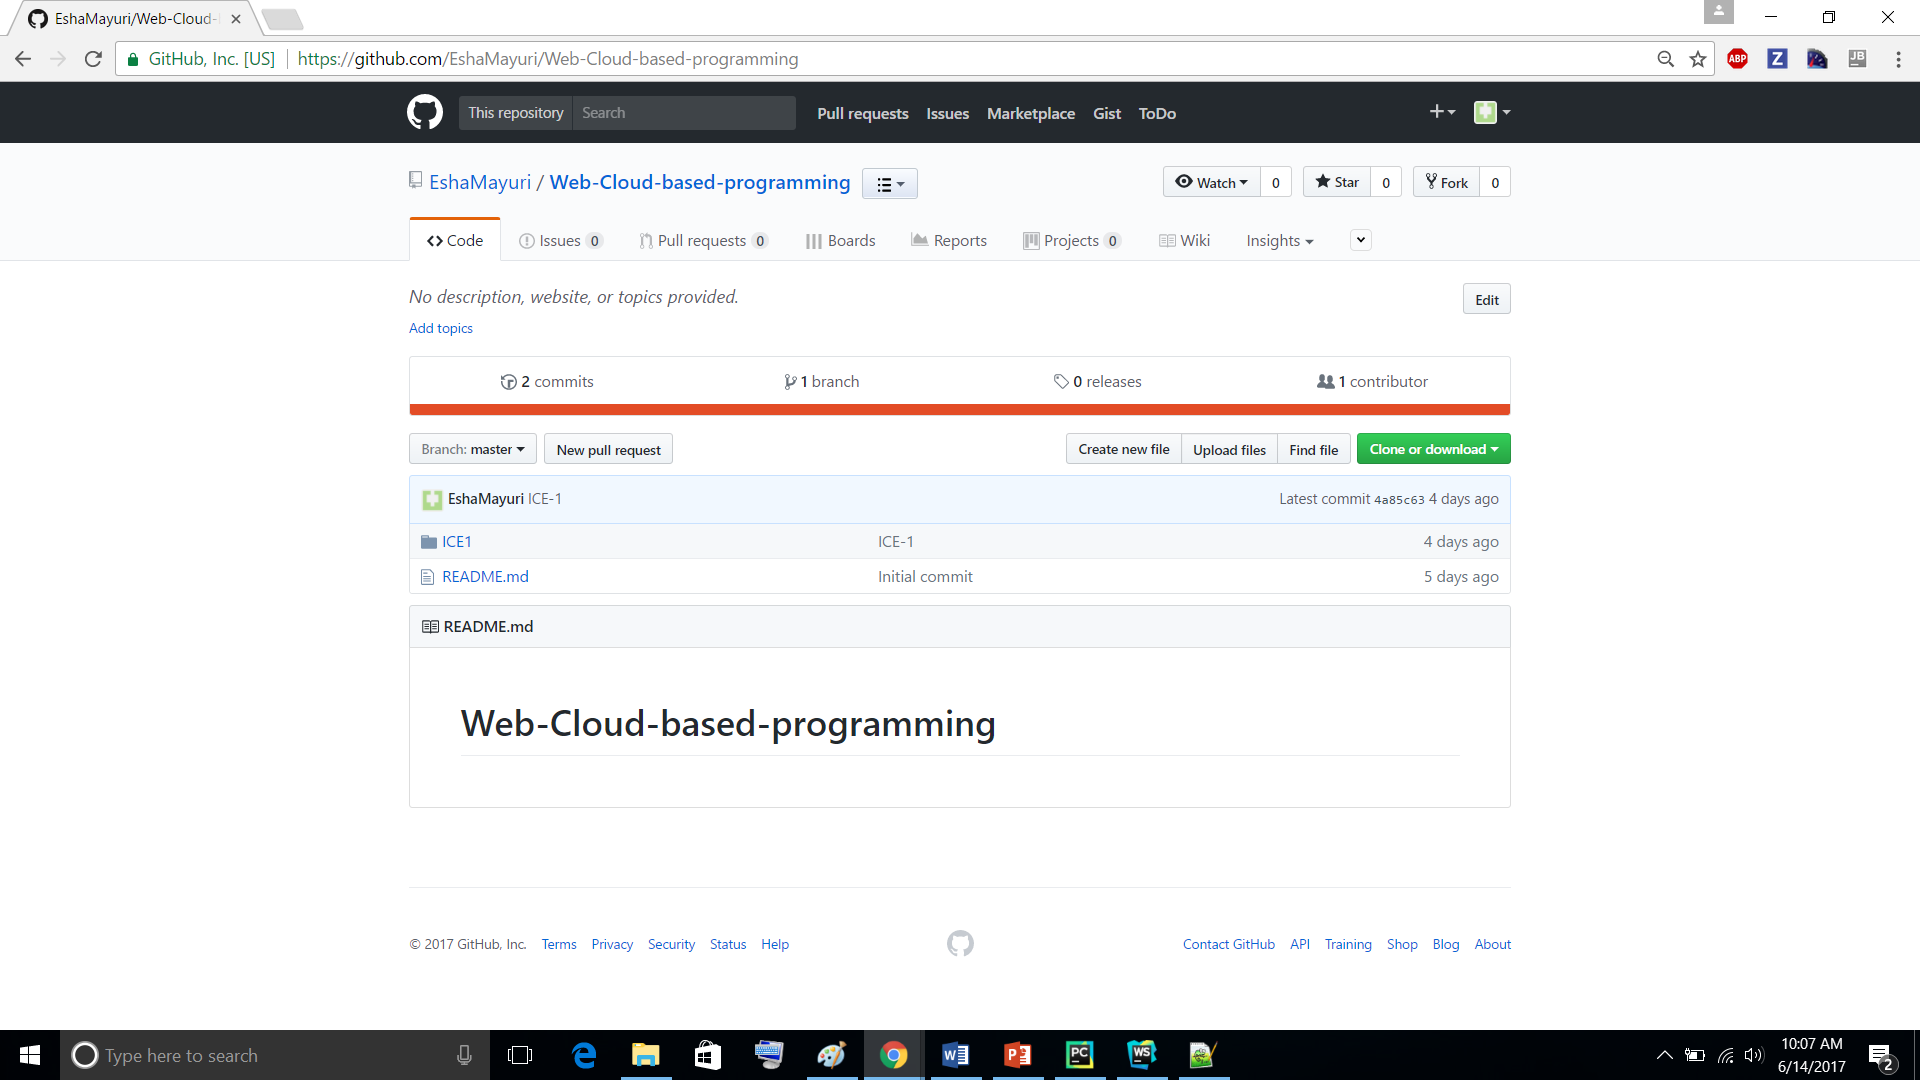 EshaMayuri/Web-Cloud-
GitHub, Inc. [US] https://github.com/EshaMayuri/Web-Cloud-based-programming
ABP
Z
JB
This repository Search Pull requests Issues Marketplace Gist ToDo
EshaMayuri / Web-Cloud-based-programming Watch 0 Star 0 Fork 0
Code Issues 0 Pull requests 0 Boards Reports Projects 0 Wiki Insights
No description, website, or topics provided. Edit
Add topics
2 commits 1 branch 0 releases 1 contributor
Branch: master New pull request Create new file Upload files Find file Clone or download
EshaMayuri ICE-1 Latest commit 4a85c63 4 days ago
ICE1 ICE-1 4 days ago
README.md Initial commit 5 days ago
README.md
Web-Cloud-based-programming
© 2017 GitHub, Inc. Terms Privacy Security Status Help Contact GitHub API Training Shop Blog About
Type here to search
PC
WS
10:07 AM
6/14/2017
2